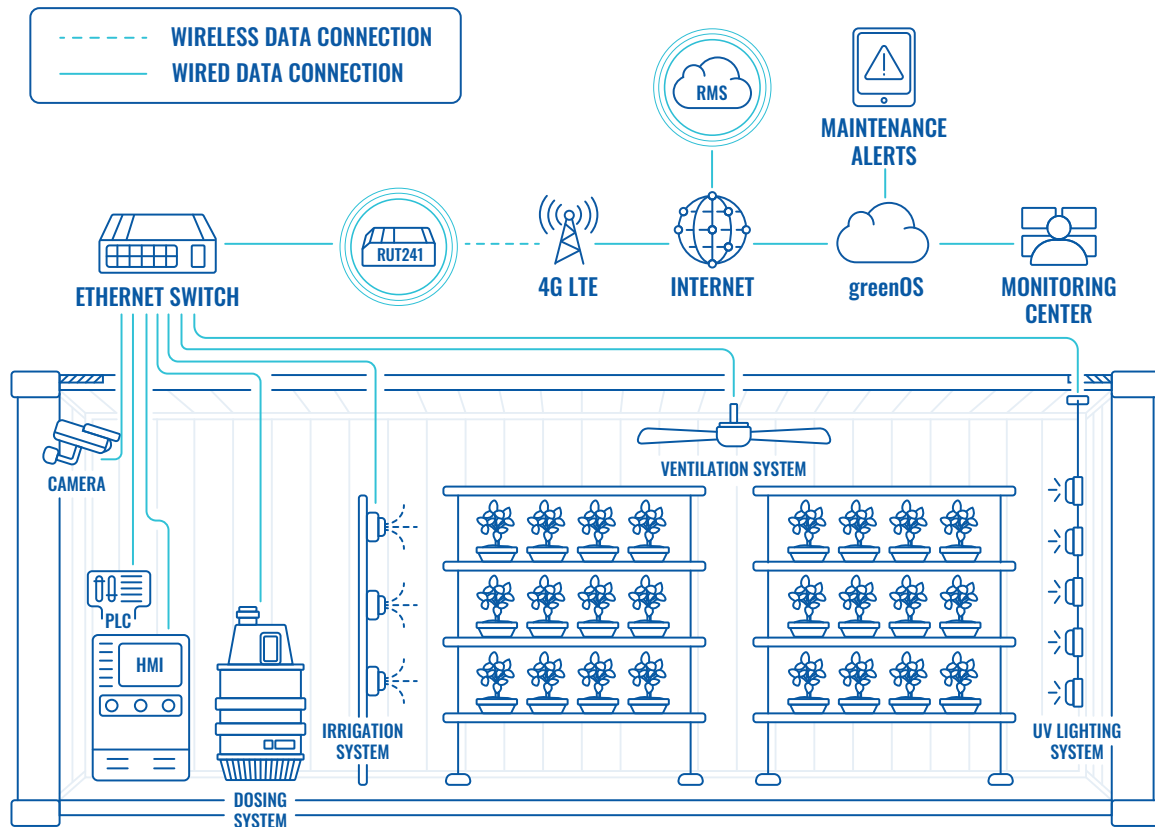 WIRELESS DATA CONNECTION
WIRED DATA CONNECTION
RMS
MAINTENANCE
ALERTS
RUT241
ETHERNET SWITCH
4G LTE
INTERNET
greenOS
MONITORING
CENTER
CAMERA
VENTILATION SYSTEM
PLC
HMI
IRRIGATION
SYSTEM
UV LIGHTING
SYSTEM
DOSING
SYSTEM